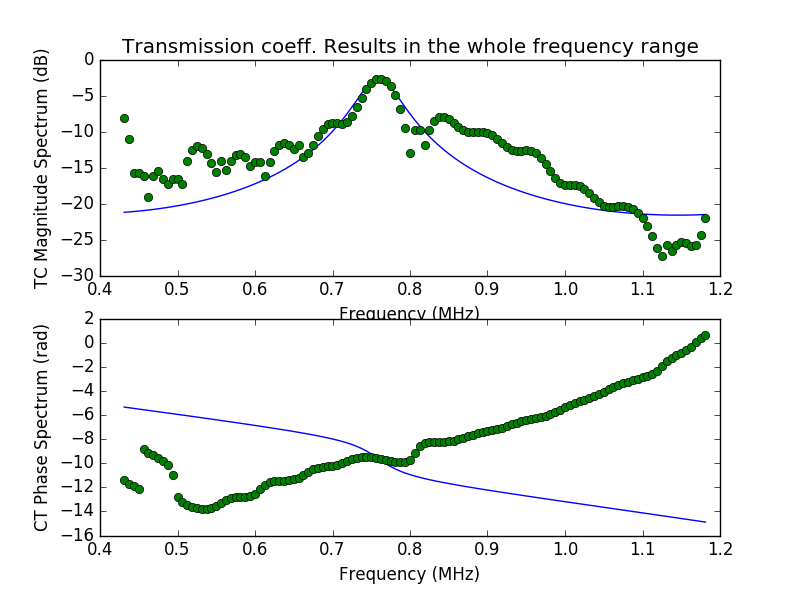 Transmission coeff. Results in the whole frequency range
TC Magnitude Spectrum (dB)
0
−5
−10
−15
−20
−25
−30
0.4 0.5 0.6 0.7 0.8 0.9 1.0 1.1 1.2
Frequency (MHz)
CT Phase Spectrum (rad)
2
0
−2
−4
−6
−8
−10
−12
−14
−16
0.4 0.5 0.6 0.7 0.8 0.9 1.0 1.1 1.2
Frequency (MHz)